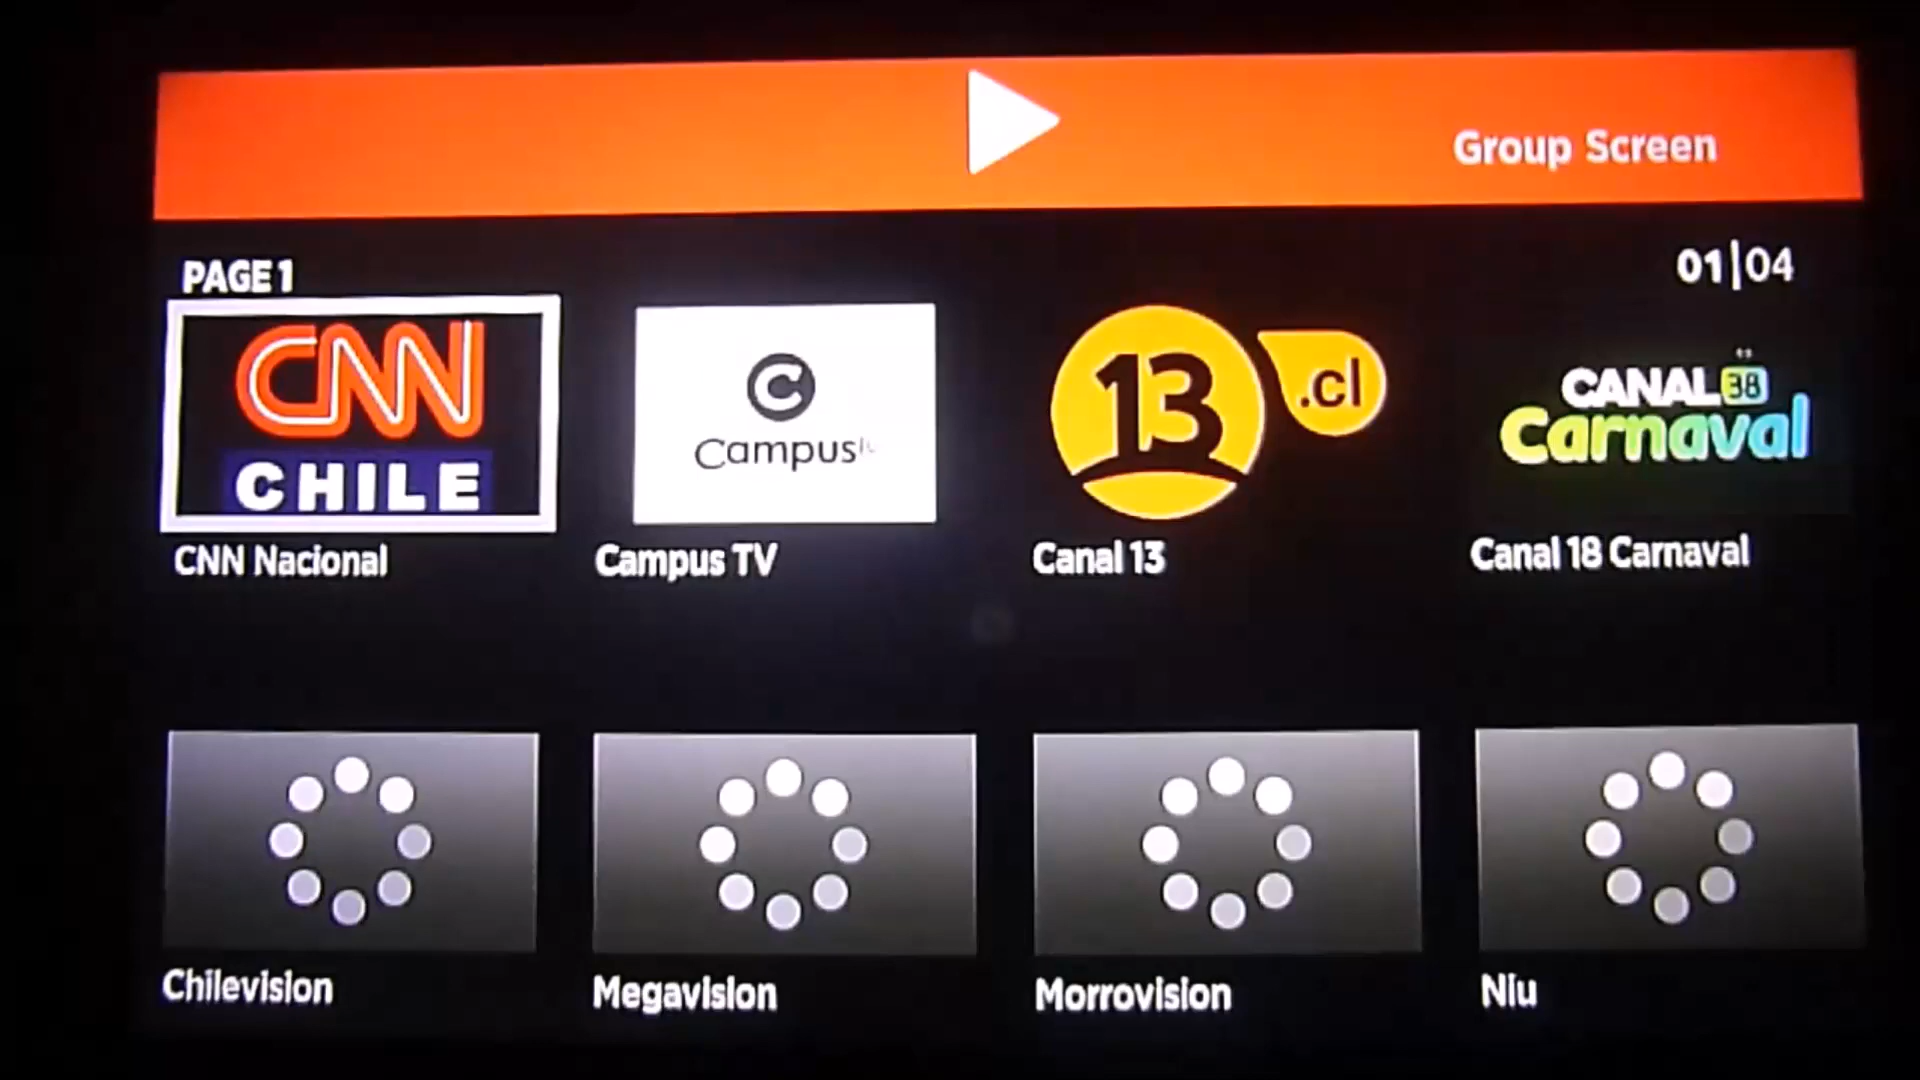 Group Screen
PAGE 1
01|04
CNN
CHILE
C
Campus
13
.cl
CANAL 38
Carnaval
CNN Nacional
Campus TV
Canal 13
Canal 18 Carnaval
Chilevision
Megavision
Morrovision
Niu